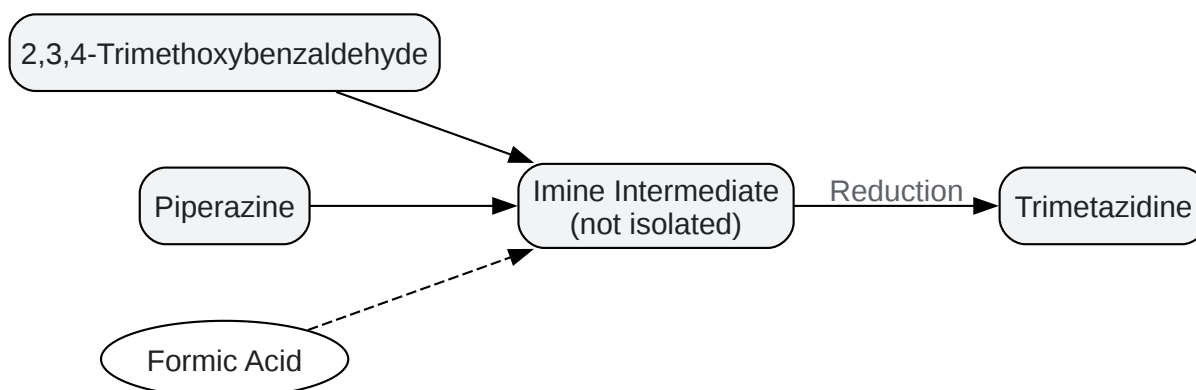 2,3,4-Trimethoxybenzaldehyde
Piperazine
Imine Intermediate
(not isolated)
Reduction
Trimetazidine
Formic Acid